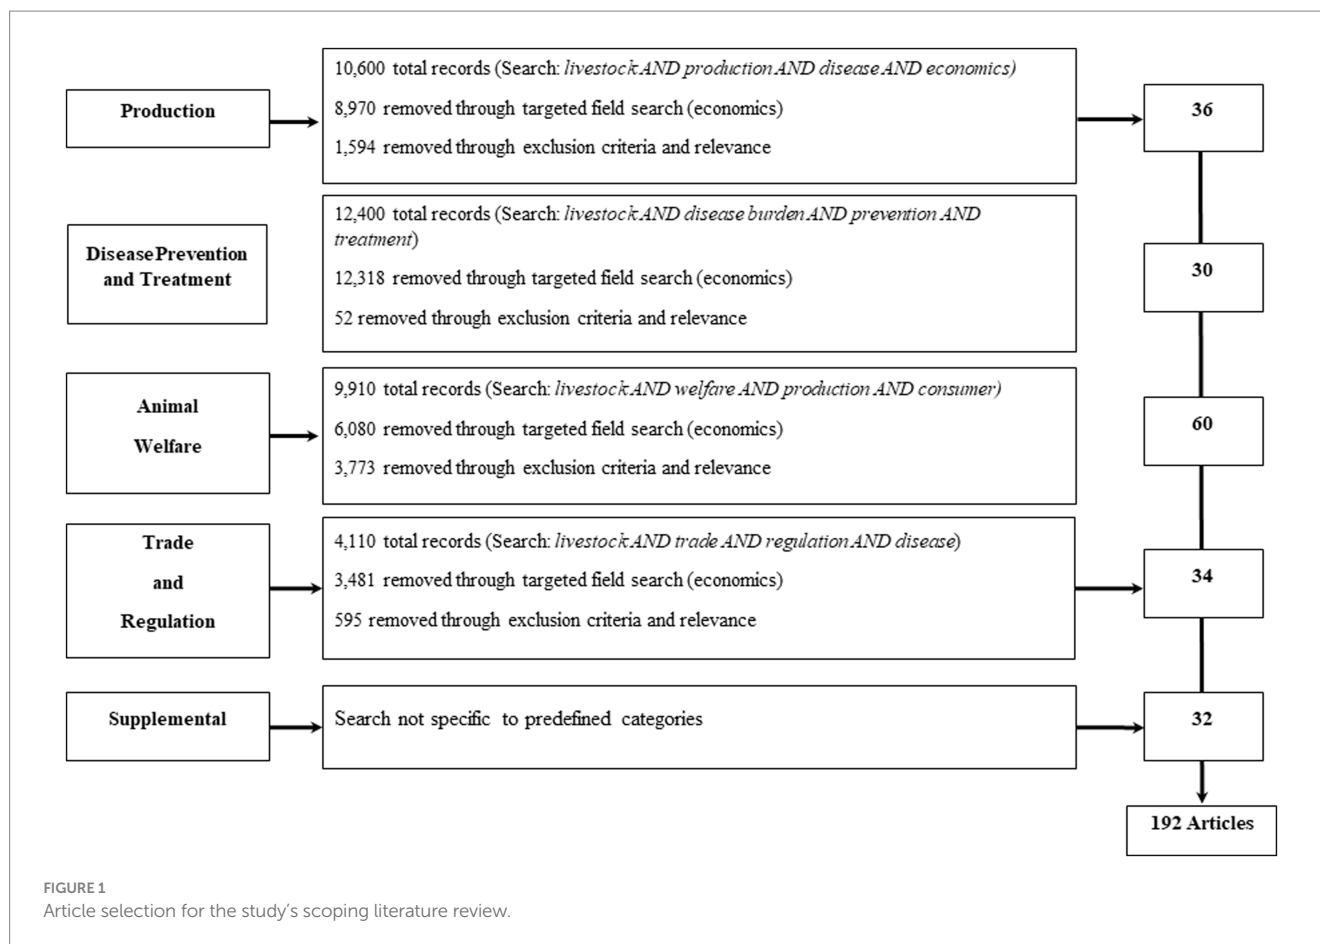 Production
10,600 total records (Search: livestock AND production AND disease AND economics)
8,970 removed through targeted field search (economics)
1,594 removed through exclusion criteria and relevance
36
Disease Prevention
and Treatment
12,400 total records (Search: livestock AND disease burden AND prevention AND
treatment)
12,318 removed through targeted field search (economics)
52 removed through exclusion criteria and relevance
30
Animal
Welfare
9,910 total records (Search: livestock AND welfare AND production AND consumer)
6,080 removed through targeted field search (economics)
3,773 removed through exclusion criteria and relevance
60
Trade
and
Regulation
4,110 total records (Search: livestock AND trade AND regulation AND disease)
3,481 removed through targeted field search (economics)
595 removed through exclusion criteria and relevance
34
Supplemental
Search not specific to predefined categories
32
192 Articles
FIGURE 1
Article selection for the study's scoping literature review.